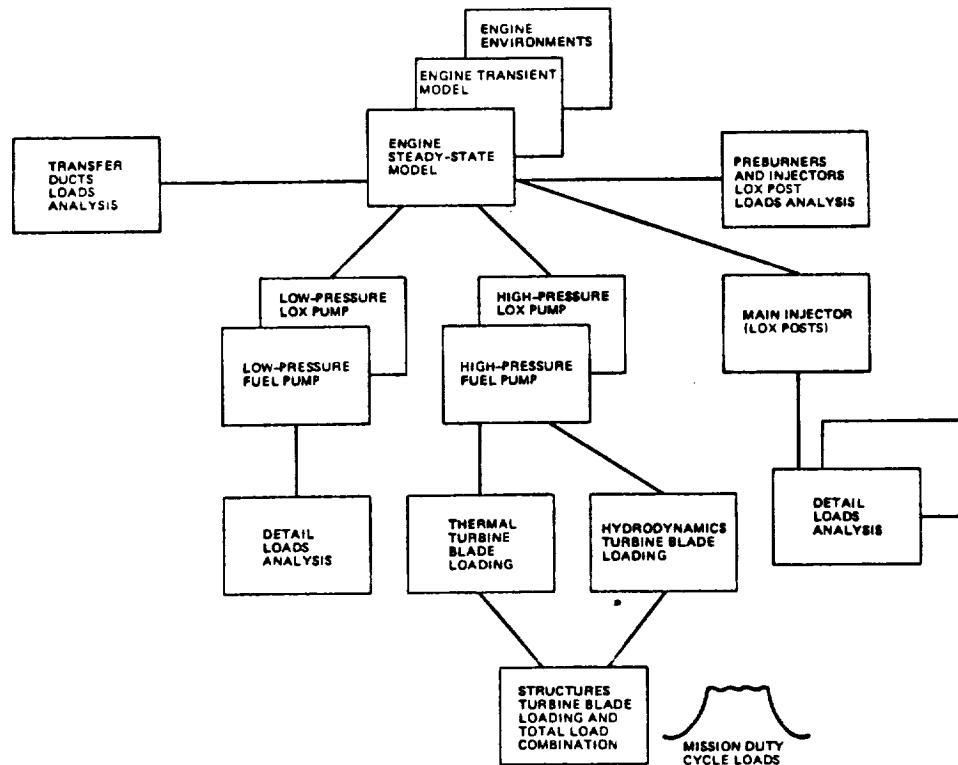 ENGINE
ENVIRONMENTS
ENGINE TRANSIENT
MODEL
ENGINE
STEADY-STATE
MODEL
TRANSFER
DUCTS
LOADS
ANALYSIS
PREBURNERS
AND INJECTORS
LOX POST
LOADS ANALYSIS
LOW-PRESSURE
LOX PUMP
LOW-PRESSURE
FUEL PUMP
HIGH-PRESSURE
LOX PUMP
HIGH-PRESSURE
FUEL PUMP
MAIN INJECTOR
(LOX POSTS)
DETAIL
LOADS
ANALYSIS
THERMAL
TURBINE
BLADE
LOADING
HYDRODYNAMICS
TURBINE BLADE
LOADING
DETAIL
LOADS
ANALYSIS
STRUCTURES
TURBINE BLADE
LOADING AND
TOTAL LOAD
COMBINATION
MISSION DUTY
CYCLE LOADS